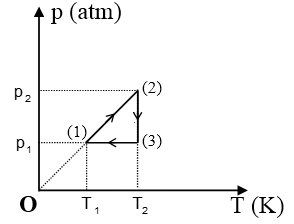 p (atm)
p₂
(2)
(1)
(3)
p₁
O
T₁
T₂
T (K)